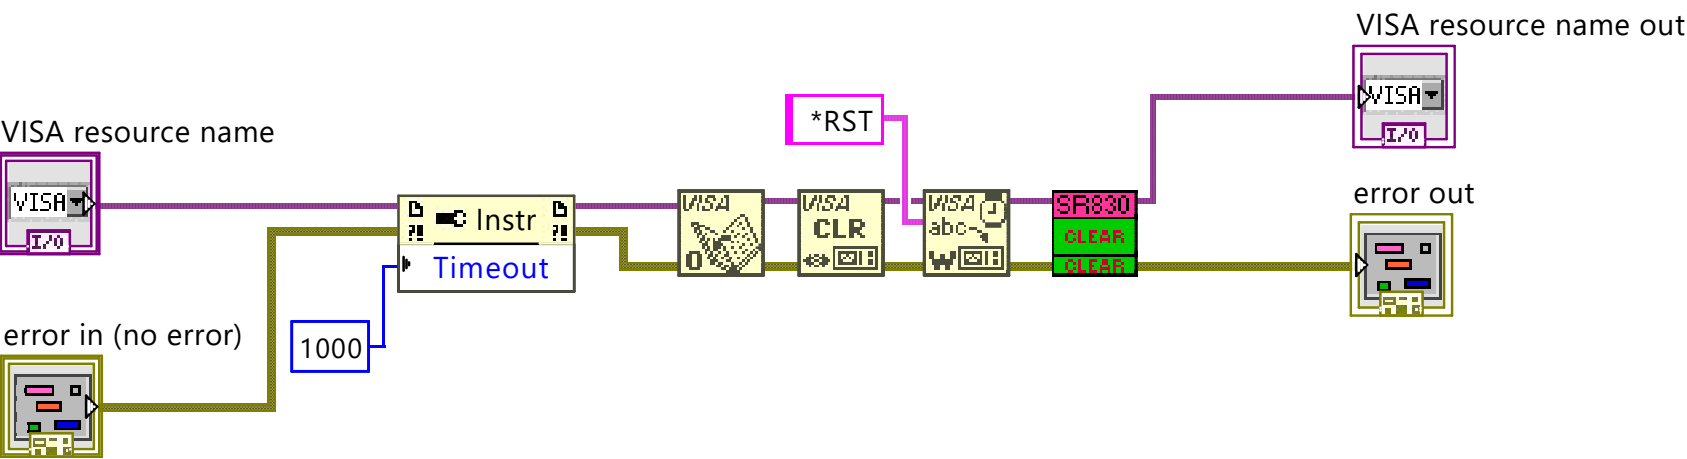 VISA resource name out
VISA
I/O
*RST
VISA resource name
VISA
I/O
?! Instr ?!
Timeout
VISA
O
VISA
CLR
VISA
abc
W
SR830
CLEAR
CLEAR
error out
error in (no error)
1000